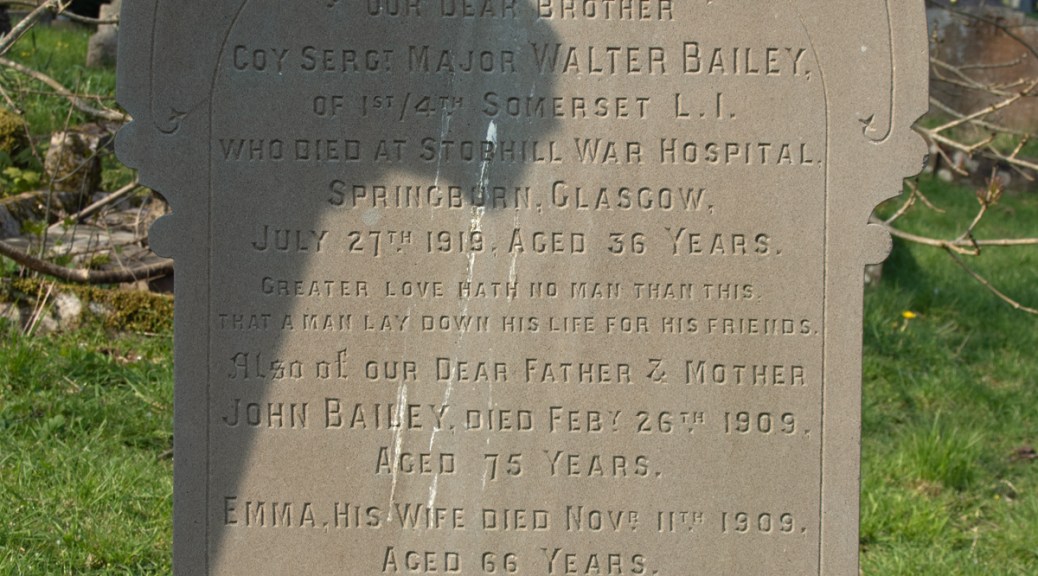 OUR DEAR BROTHER
COY SERGT MAJOR WALTER BAILEY,
OF 1ST/4TH SOMERSET L.I.
WHO DIED AT STOBHILL WAR HOSPITAL.
SPRINGBURN, GLASGOW,
JULY 27TH 1919, AGED 36 YEARS.
GREATER LOVE HATH NO MAN THAN THIS.
THAT A MAN LAY DOWN HIS LIFE FOR HIS FRIENDS.
Also of OUR DEAR FATHER & MOTHER
JOHN BAILEY, DIED FEBY 26TH 1909,
AGED 75 YEARS.
EMMA, HIS WIFE DIED NOVR 11TH 1909,
AGED 66 YEARS.